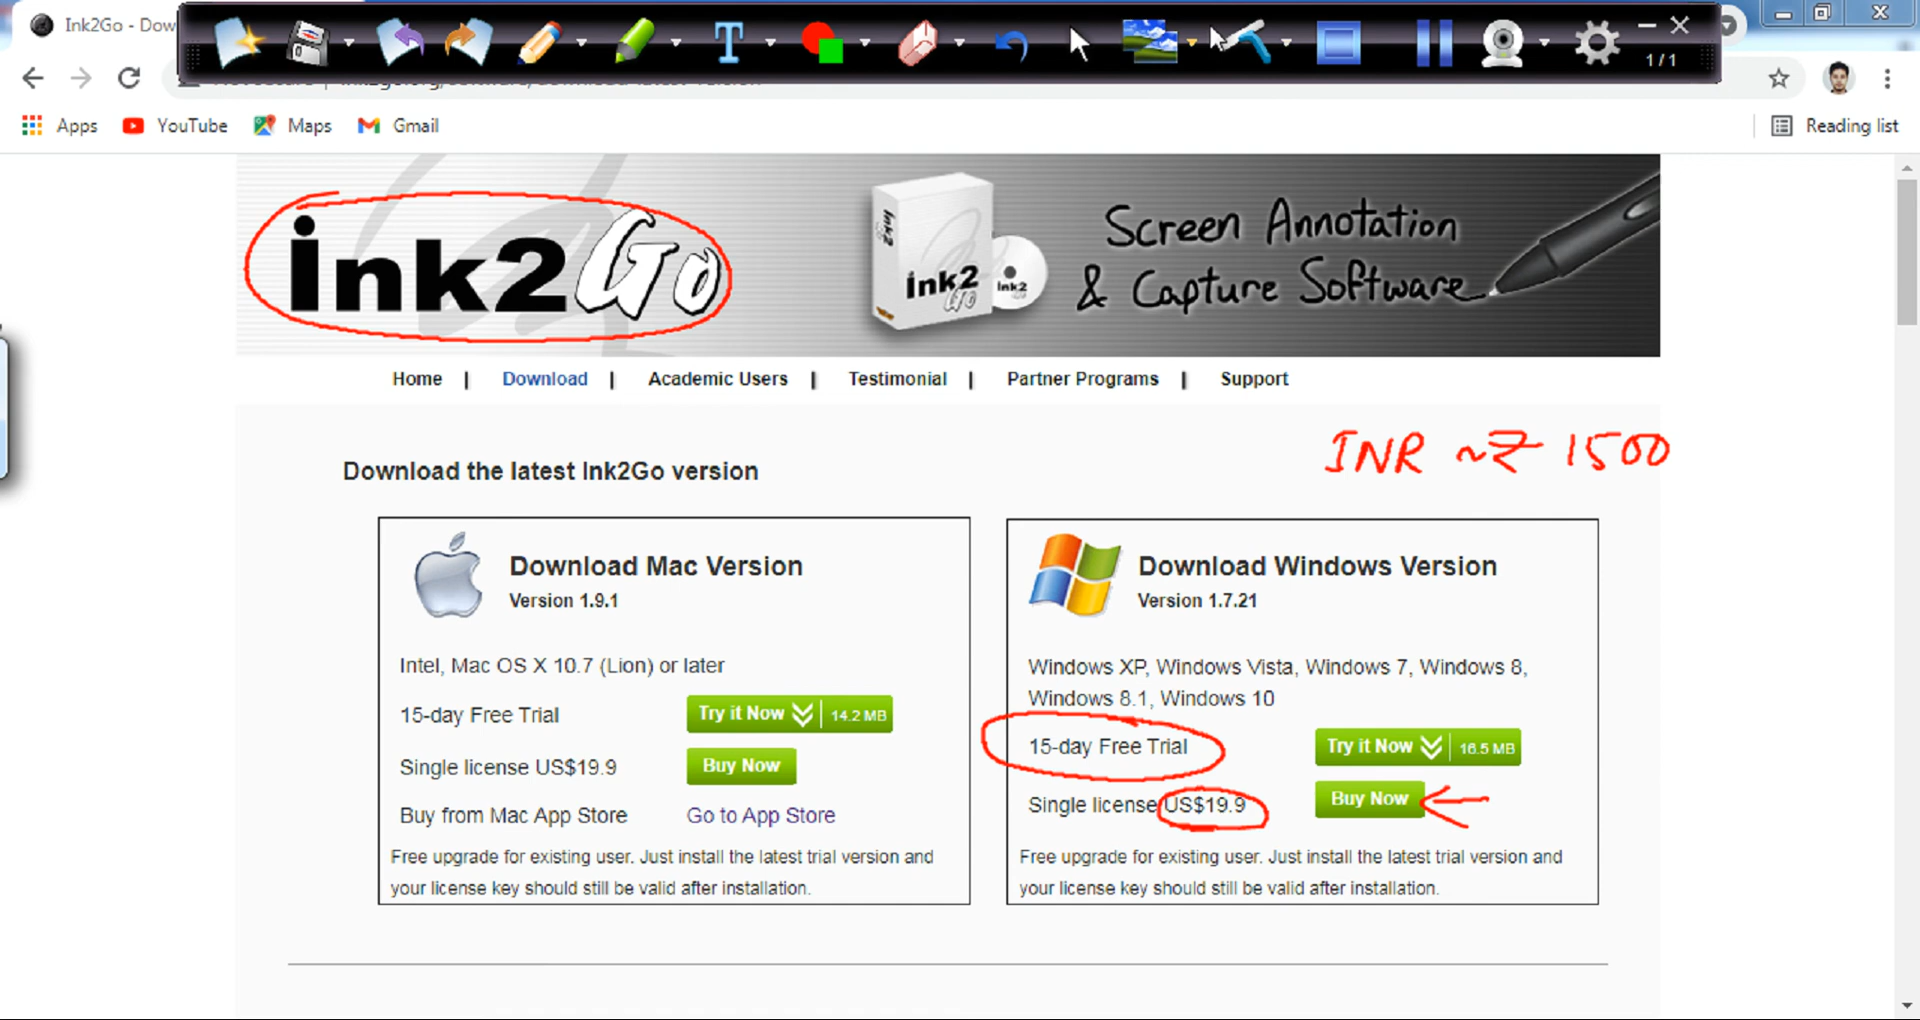 Ink2Go - Dow
1/1
Apps YouTube Maps Gmail Reading list
ink2Go
ink2Go
ink2
Screen Annotation
& Capture Software
Home | Download | Academic Users | Testimonial | Partner Programs | Support
INR ~₹ 1500
Download the latest Ink2Go version
Download Mac Version
Version 1.9.1
Intel, Mac OS X 10.7 (Lion) or later
15-day Free Trial Try it Now 14.2 MB
Single license US$19.9 Buy Now
Buy from Mac App Store Go to App Store
Free upgrade for existing user. Just install the latest trial version and
your license key should still be valid after installation.
Download Windows Version
Version 1.7.21
Windows XP, Windows Vista, Windows 7, Windows 8,
Windows 8.1, Windows 10
15-day Free Trial Try it Now 16.5 MB
Single license US$19.9 Buy Now
Free upgrade for existing user. Just install the latest trial version and
your license key should still be valid after installation.